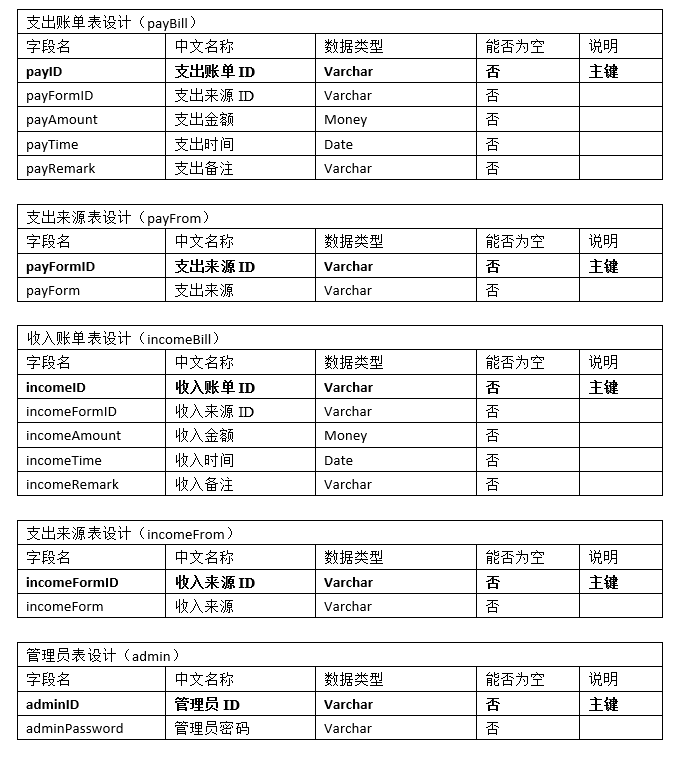 支出账单表设计（payBill）
字段名 中文名称 数据类型 能否为空 说明
payID 支出账单 ID Varchar 否 主键
payFormID 支出来源 ID Varchar 否
payAmount 支出金额 Money 否
payTime 支出时间 Date 否
payRemark 支出备注 Varchar 否
支出来源表设计（payFrom）
字段名 中文名称 数据类型 能否为空 说明
payFormID 支出来源 ID Varchar 否 主键
payForm 支出来源 Varchar 否
收入账单表设计（incomeBill）
字段名 中文名称 数据类型 能否为空 说明
incomeID 收入账单 ID Varchar 否 主键
incomeFormID 收入来源 ID Varchar 否
incomeAmount 收入金额 Money 否
incomeTime 收入时间 Date 否
incomeRemark 收入备注 Varchar 否
支出来源表设计（incomeFrom）
字段名 中文名称 数据类型 能否为空 说明
incomeFormID 收入来源 ID Varchar 否 主键
incomeForm 收入来源 Varchar 否
管理员表设计（admin）
字段名 中文名称 数据类型 能否为空 说明
adminID 管理员 ID Varchar 否 主键
adminPassword 管理员密码 Varchar 否